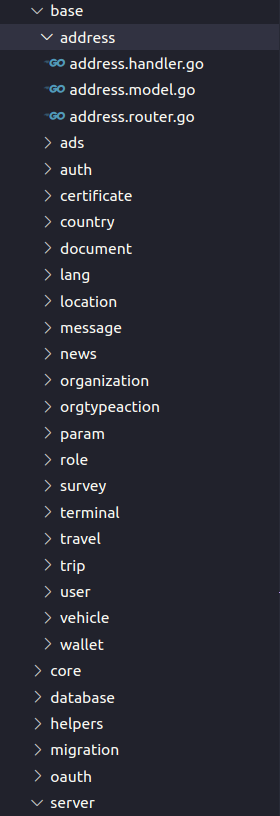 base
address
GO address.handler.go
GO address.model.go
GO address.router.go
ads
auth
certificate
country
document
lang
location
message
news
organization
orgtypeaction
param
role
survey
terminal
travel
trip
user
vehicle
wallet
core
database
helpers
migration
oauth
server